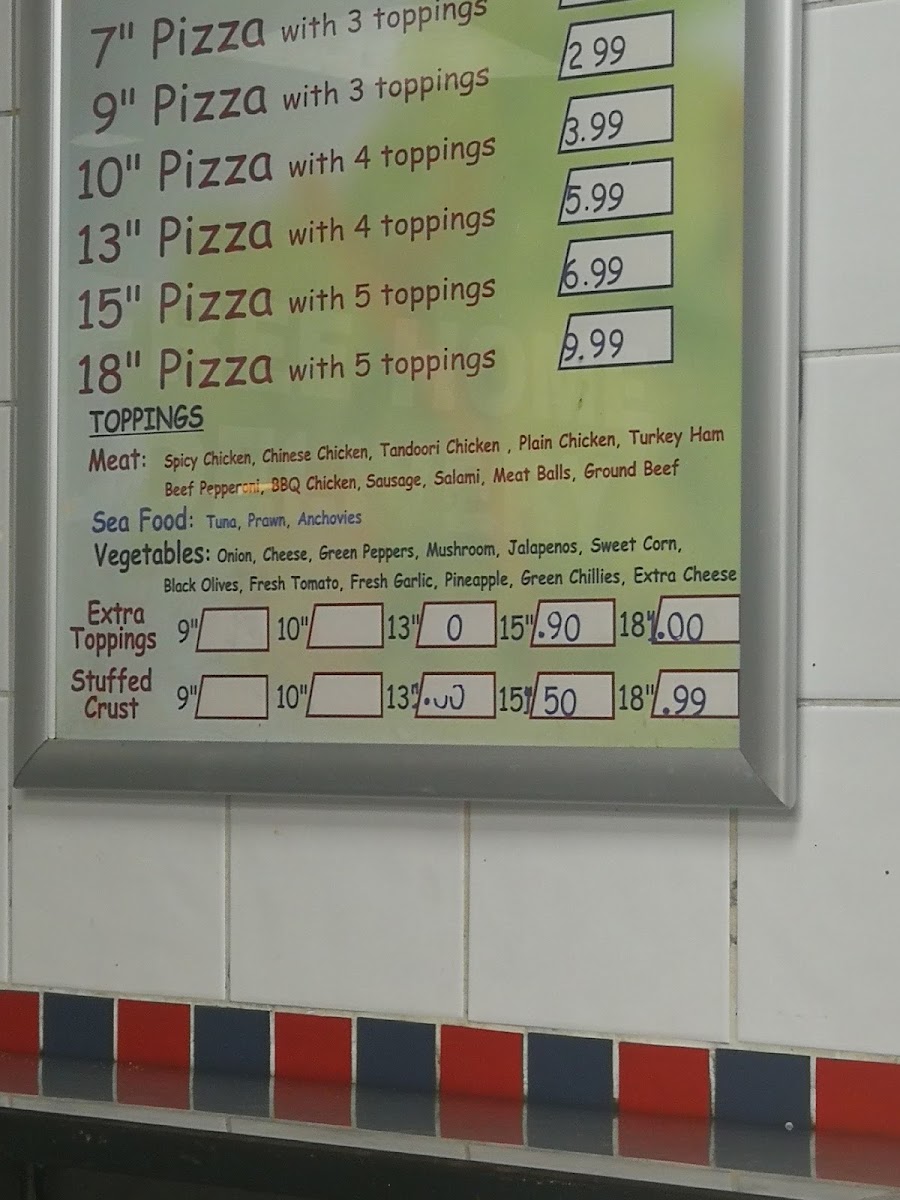 7" Pizza with 3 toppings
9" Pizza with 3 toppings 2 99
10" Pizza with 4 toppings 3.99
13" Pizza with 4 toppings 5.99
15" Pizza with 5 toppings 6.99
18" Pizza with 5 toppings 9.99
TOPPINGS
Meat: Spicy Chicken, Chinese Chicken, Tandoori Chicken , Plain Chicken, Turkey Ham
Beef Pepperoni, BBQ Chicken, Sausage, Salami, Meat Balls, Ground Beef
Sea Food: Tuna, Prawn, Anchovies
Vegetables: Onion, Cheese, Green Peppers, Mushroom, Jalapenos, Sweet Corn,
Black Olives, Fresh Tomato, Fresh Garlic, Pineapple, Green Chillies, Extra Cheese
Extra Toppings 9" 10" 13" 0 15" .90 18" 1.00
Stuffed Crust 9" 10" 13" 15" 50 18" .99